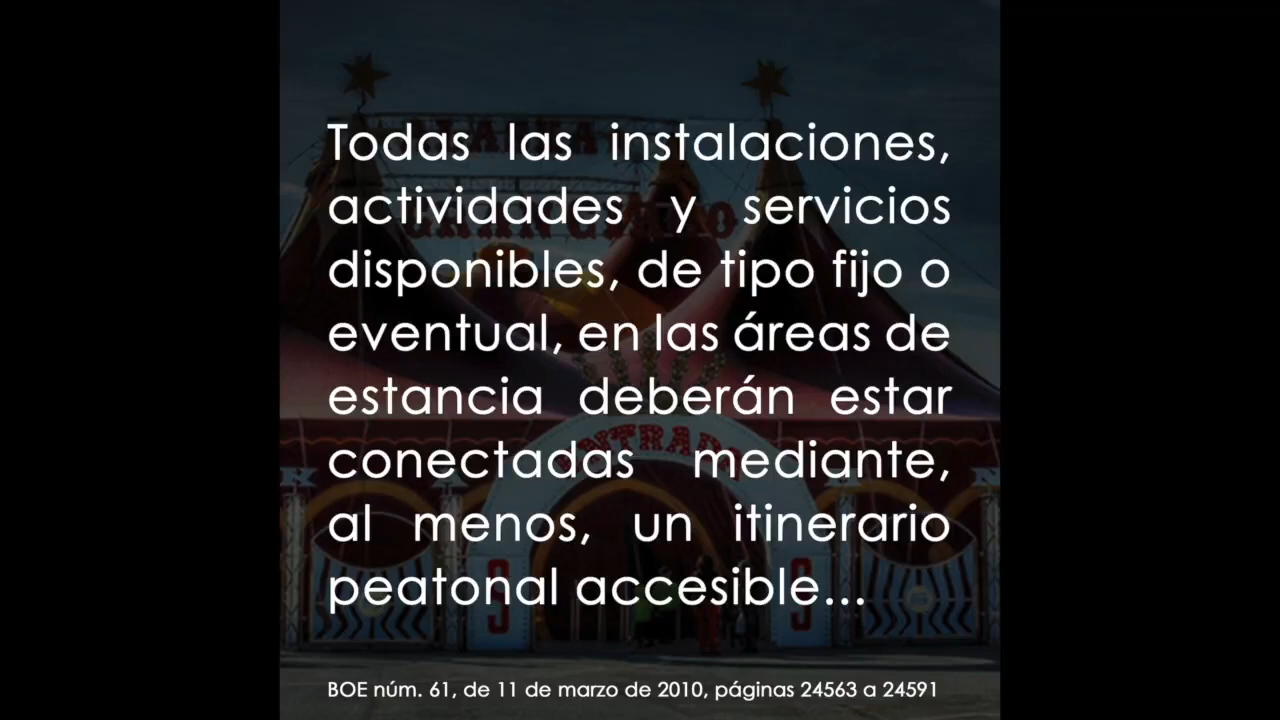 Todas las instalaciones,
actividades y servicios
disponibles, de tipo fijo o
eventual, en las áreas de
estancia deberán estar
conectadas mediante,
al menos, un itinerario
peatonal accesible...
ENTRADA
S
S
BOE núm. 61, de 11 de marzo de 2010, páginas 24563 a 24591